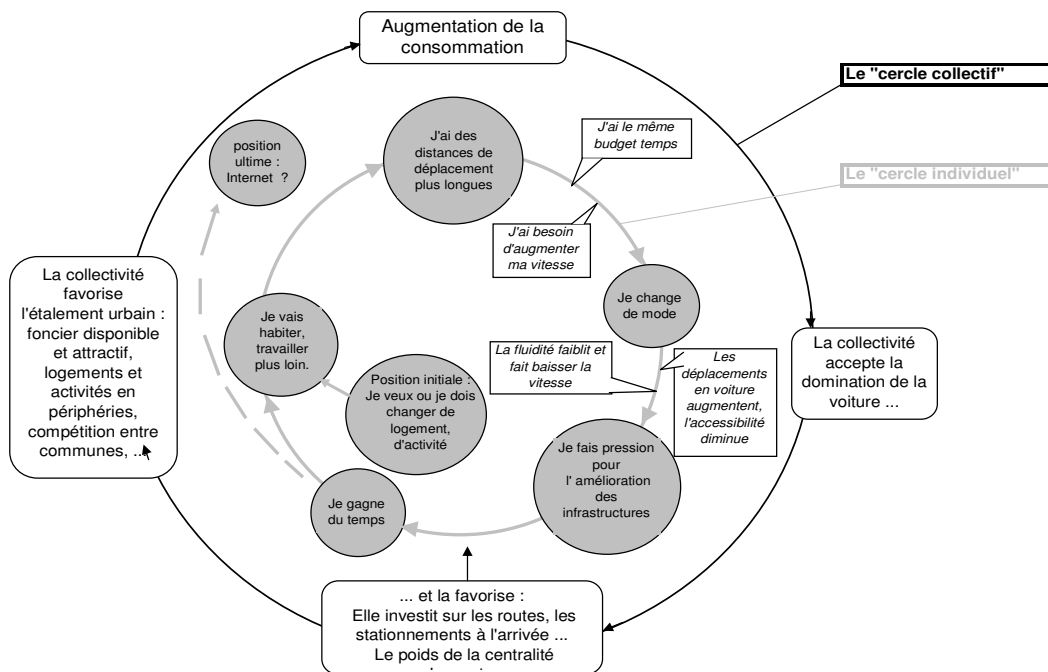 Augmentation de la
consommation
Le "cercle collectif"
Le "cercle individuel"
position
ultime :
Internet ?
J'ai des
distances de
déplacement
plus longues
J'ai le même
budget temps
J'ai besoin
d'augmenter
ma vitesse
Je change
de mode
La collectivité
favorise
l'étalement urbain :
foncier disponible
et attractif,
logements et
activités en
périphéries,
compétition entre
communes, ...
Je vais
habiter,
travailler
plus loin.
Position initiale :
Je veux ou je dois
changer de
logement,
d'activité
La fluidité faiblit et
fait baisser la
vitesse
Les
déplacements
en voiture
augmentent,
l'accessibilité
diminue
La collectivité
accepte la
domination de la
voiture ...
Je fais pression
pour
l' amélioration
des
infrastructures
Je gagne
du temps
... et la favorise :
Elle investit sur les routes, les
stationnements à l'arrivée ...
Le poids de la centralité